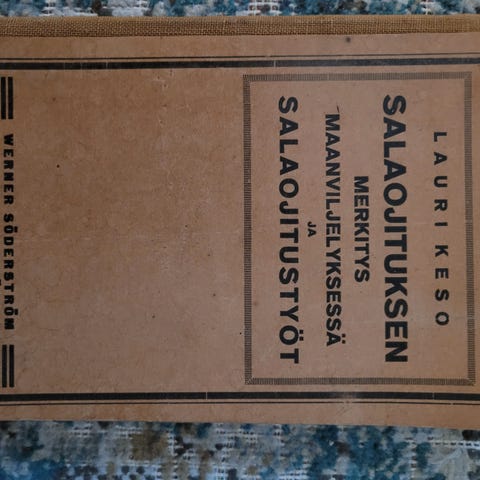 LAURI KESO
SALAOJITUKSEN
MERKITYS
MAANVILJELYKSESSÄ
JA
SALAOJITUSTYÖT
WERNER SÖDERSTRÖM